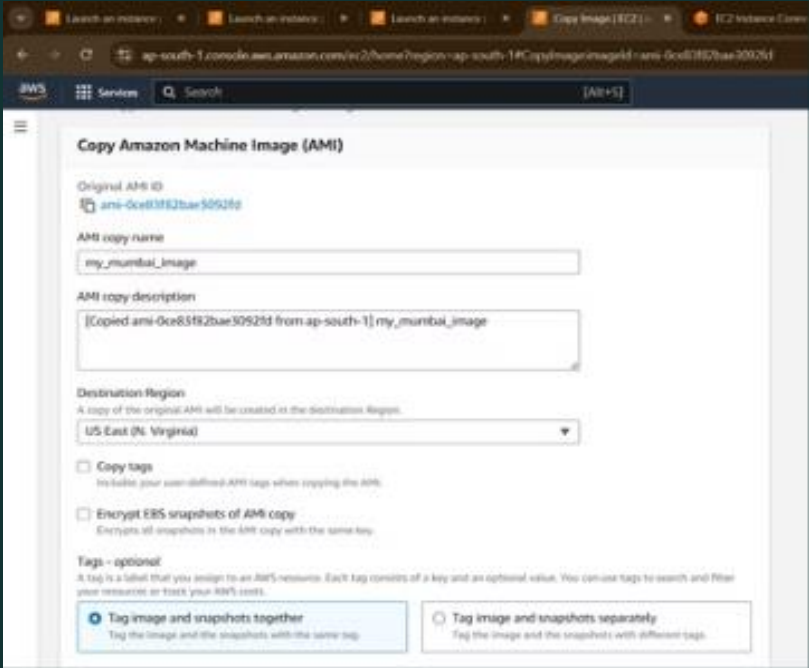 Launch an instance
Launch an instance
Launch an instance
Copy Image | EC2 |
EC2 Instance Conne
ap-south-1.console.aws.amazon.com/ec2/home?region=ap-south-1#CopyImage:imageId=
aws
Services
Search
[Alt+S]
Copy Amazon Machine Image (AMI)
Original AMI ID
ami-0ce83f82bae3092fd
AMI copy name
my_mumbai_image
AMI copy description
[Copied ami-0ce83f82bae3092fd from ap-south-1] my_mumbai_image
Destination Region
A copy of the original AMI will be created in the destination Region.
US East (N. Virginia)
Copy tags
Includes your user-defined AMI tags when copying the AMI.
Encrypt EBS snapshots of AMI copy
Encrypts all snapshots in the AMI copy with the same key.
Tags - optional
A tag is a label that you assign to an AWS resource. Each tag consists of a key and an optional value. You can use tags to search and filter
your resources or track your AWS costs.
Tag image and snapshots together
Tag the image and the snapshots with the same tag.
Tag image and snapshots separately
Tag the image and the snapshots with different tags.